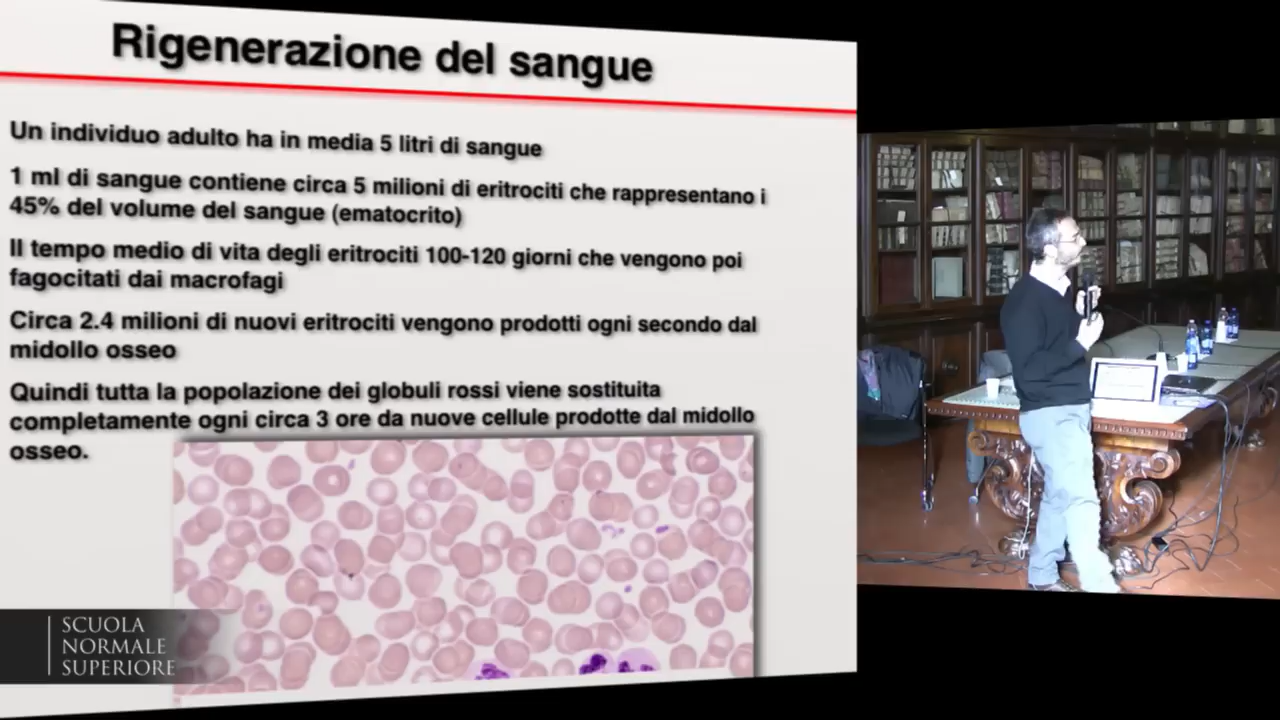 Rigenerazione del sangue
Un individuo adulto ha in media 5 litri di sangue
1 ml di sangue contiene circa 5 milioni di eritrociti che rappresentano i
45% del volume del sangue (ematocrito)
Il tempo medio di vita degli eritrociti 100-120 giorni che vengono poi
fagocitati dai macrofagi
Circa 2.4 milioni di nuovi eritrociti vengono prodotti ogni secondo dal
midollo osseo
Quindi tutta la popolazione dei globuli rossi viene sostituita
completamente ogni circa 3 ore da nuove cellule prodotte dal midollo
osseo.
SCUOLA
NORMALE
SUPERIORE